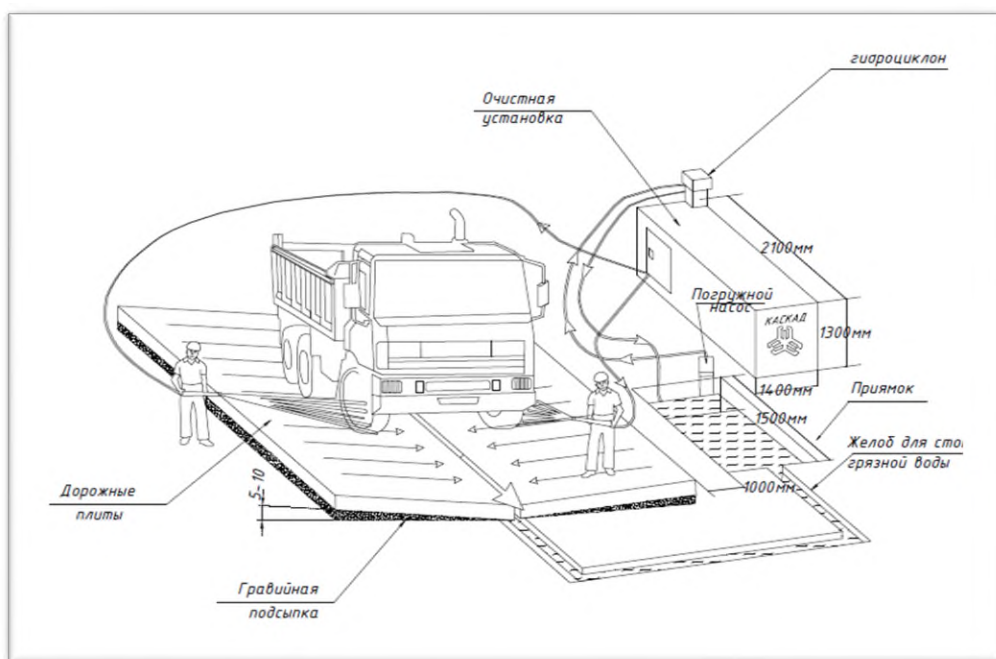 гидроциклон
Очистная
установка
2100мм
Погружной
насос
КАСКАД
1300мм
1400мм
Приямок
1500мм
Желоб для сто
грязной воды
1000мм
Дорожные
плиты
5-10
Гравийная
подсыпка